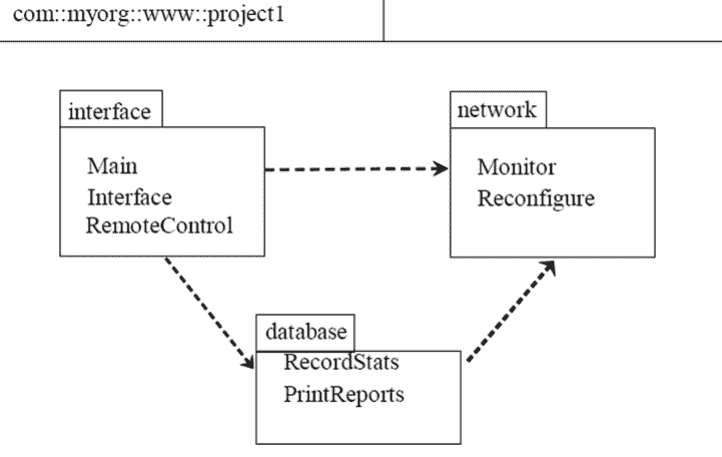 com::myorg::www::project1
interface
Main
Interface
RemoteControl
network
Monitor
Reconfigure
database
RecordStats
PrintReports